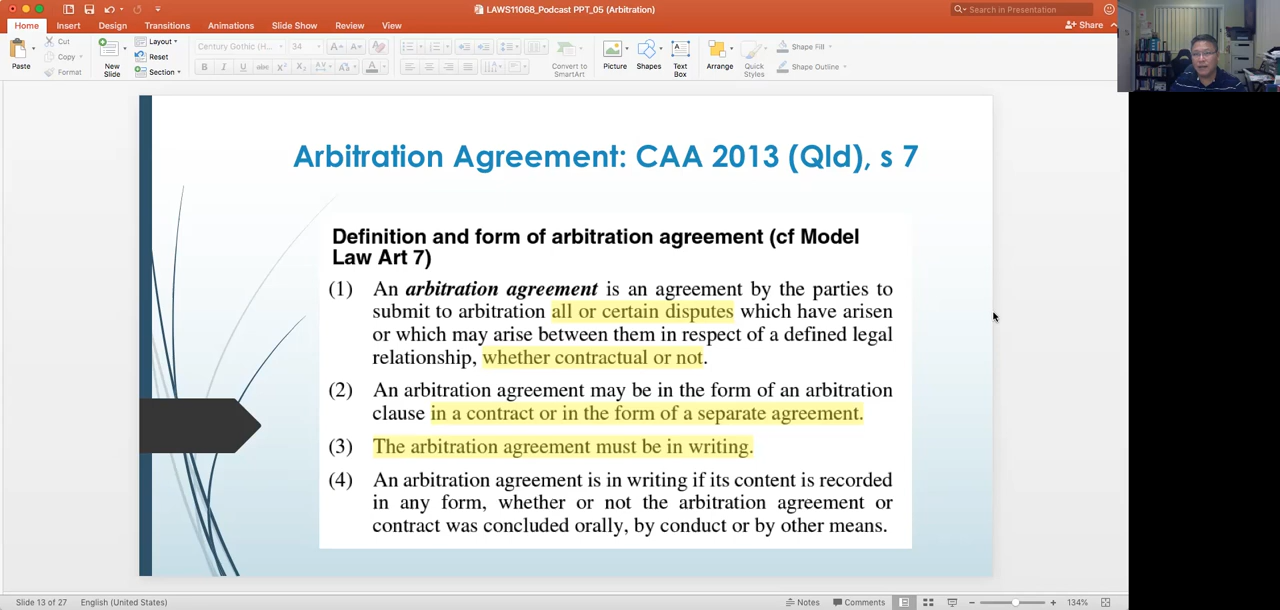 LAWS11068_Podcast PPT_05 (Arbitration)
Search in Presentation
Home Insert Design Transitions Animations Slide Show Review View
Share
Paste
Cut
Copy
Format
New Slide
Layout
Reset
Section
Century Gothic (H...
34
B I U abc X² X₂ AV Aa A
Convert to SmartArt
Picture
Shapes
Text Box
Arrange
Quick Styles
Shape Fill
Shape Outline
Arbitration Agreement: CAA 2013 (Qld), s 7
Definition and form of arbitration agreement (cf Model
Law Art 7)
(1) An arbitration agreement is an agreement by the parties to
submit to arbitration all or certain disputes which have arisen
or which may arise between them in respect of a defined legal
relationship, whether contractual or not.
(2) An arbitration agreement may be in the form of an arbitration
clause in a contract or in the form of a separate agreement.
(3) The arbitration agreement must be in writing.
(4) An arbitration agreement is in writing if its content is recorded
in any form, whether or not the arbitration agreement or
contract was concluded orally, by conduct or by other means.
Slide 13 of 27 English (United States) Notes Comments 134%